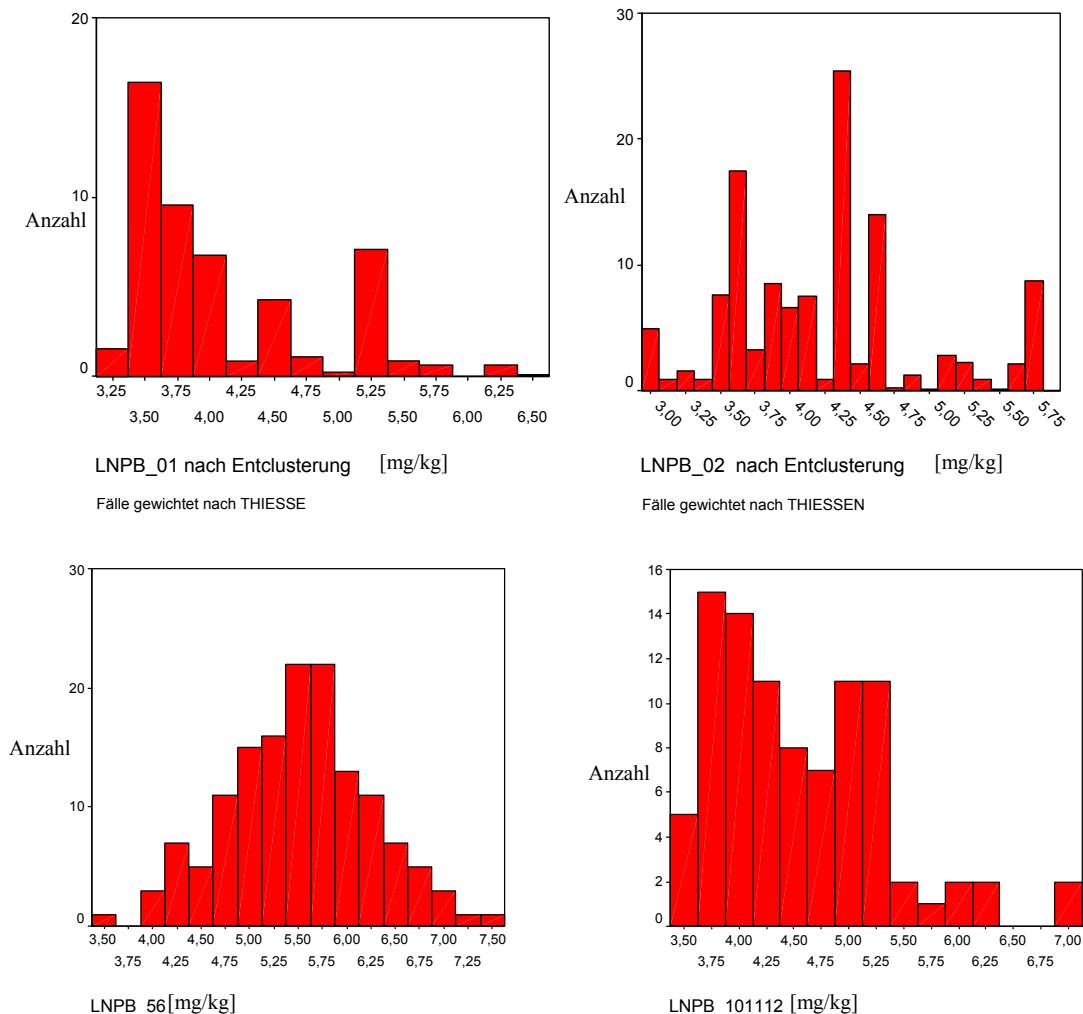 20
10
0
Anzahl
3,25 3,75 4,25 4,75 5,25 5,75 6,25
3,50 4,00 4,50 5,00 5,50 6,00 6,50
LNPB_01 nach Entclusterung [mg/kg]
Fälle gewichtet nach THIESSE
30
20
10
0
Anzahl
3,00 3,25 3,50 3,75 4,00 4,25 4,50 4,75 5,00 5,25 5,50 5,75
LNPB_02 nach Entclusterung [mg/kg]
Fälle gewichtet nach THIESSEN
30
20
10
0
Anzahl
3,50 4,00 4,50 5,00 5,50 6,00 6,50 7,00 7,50
3,75 4,25 4,75 5,25 5,75 6,25 6,75 7,25
LNPB_56[mg/kg]
16
14
12
10
8
6
4
2
0
Anzahl
3,50 4,00 4,50 5,00 5,50 6,00 6,50 7,00
3,75 4,25 4,75 5,25 5,75 6,25 6,75
LNPB_101112 [mg/kg]